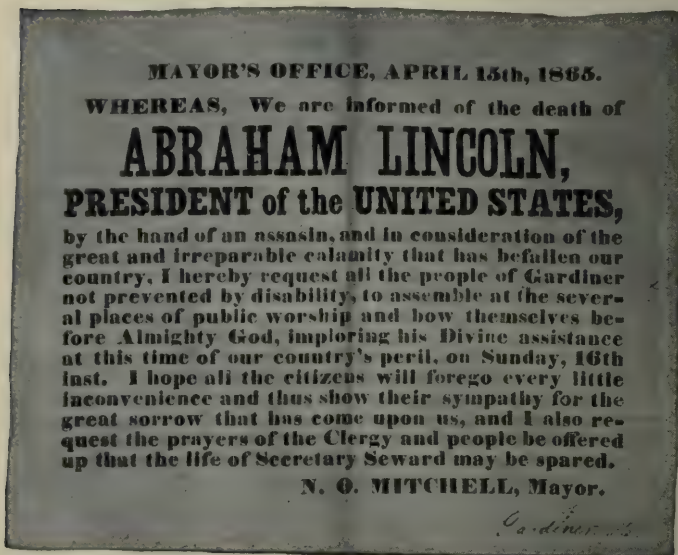 MAYOR'S OFFICE, APRIL 15th, 1865.
WHEREAS, We are informed of the death of
ABRAHAM LINCOLN,
PRESIDENT of the UNITED STATES,
by the hand of an assasin, and in consideration of the
great and irreparable calamity that has befallen our
country, I hereby request all the people of Gardiner
not prevented by disability, to assemble at the sever-
al places of public worship and bow themselves be-
fore Almighty God, imploring his Divine assistance
at this time of our country's peril, on Sunday, 16th
inst. I hope all the citizens will forego every little
inconvenience and thus show their sympathy for the
great sorrow that has come upon us, and I also re-
quest the prayers of the Clergy and people be offered
up that the life of Secretary Seward may be spared.
N. O. MITCHELL, Mayor.
Gardiner